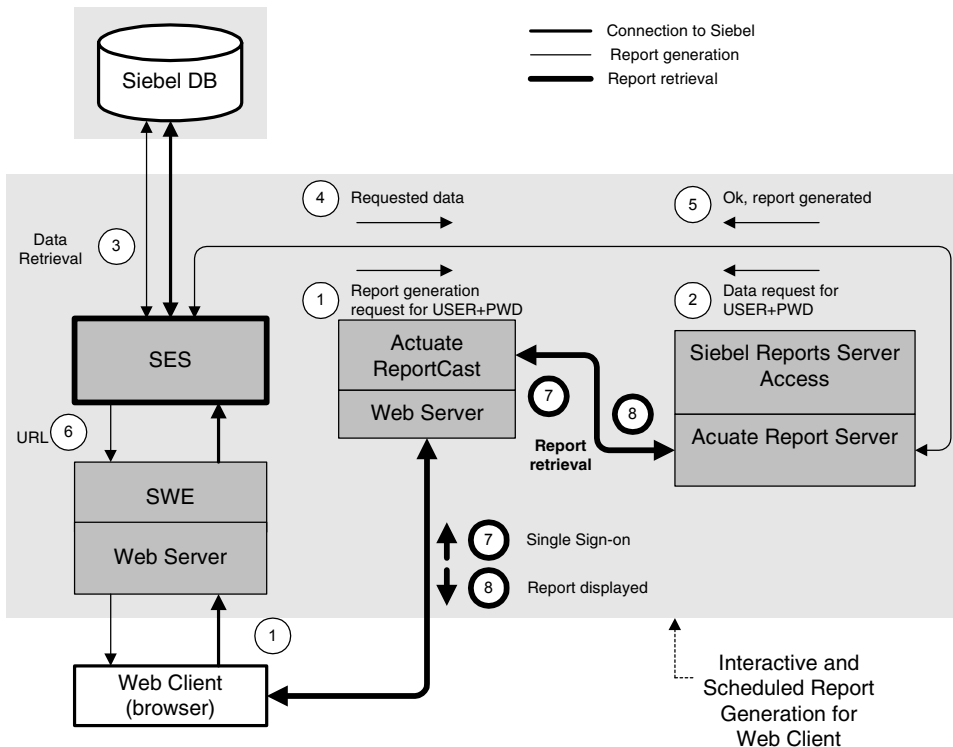 Siebel DB
Connection to Siebel
Report generation
Report retrieval
4
Requested data
5
Ok, report generated
Data
Retrieval
3
1
Report generation
request for USER+PWD
2
Data request for
USER+PWD
SES
Actuate
ReportCast
Web Server
Siebel Reports Server
Access
Acuate Report Server
7
8
Report
retrieval
URL
6
SWE
Web Server
7
Single Sign-on
8
Report displayed
1
Web Client
(browser)
Interactive and
Scheduled Report
Generation for
Web Client